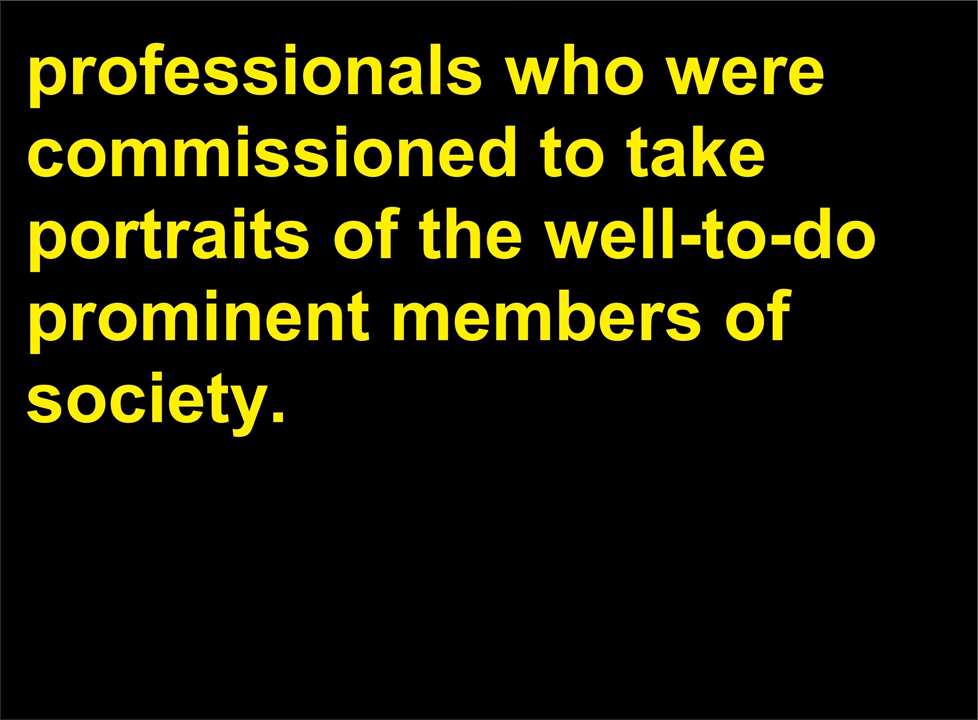 professionals who were
commissioned to take
portraits of the well-to-do
prominent members of
society.